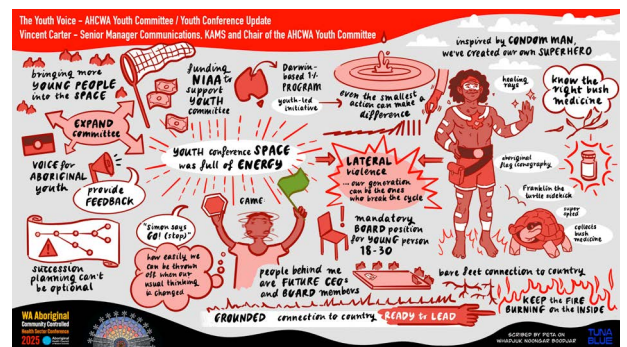 The Youth Voice – AHCWA Youth Committee / Youth Conference Update
Vincent Carter – Senior Manager Communications, KAMS and Chair of the AHCWA Youth Committee
bringing more
YOUNG PEOPLE
into the SPACE
EXPAND
committee
VOICE for
ABORIGINAL
youth
provide
FEEDBACK
succession
planning can't
be optional
funding
NIAA to
support
YOUTH
committee
Darwin-
based
PROGRAM
youth-led
initiative
even the smallest
action can make a
difference
YOUTH conference SPACE
was full of ENERGY
GAME
"Simon says
GO! (stop)"
how easily we
can be thrown
off when our
usual thinking
is changed
LATERAL
violence
... our generation
can be the ones
who break the cycle
mandatory
BOARD position
for YOUNG person
18-30
people behind me
are FUTURE CEOs
and BOARD members
inspired by CONDOM MAN,
we've created our own SUPERHERO
healing
rays
know the
right bush
medicine
aboriginal
flag iconography
Franklin the
turtle sidekick
super
speed
collects
bush
medicine
bare feet connection to country
GROUNDED connection to country READY to LEAD
KEEP the FIRE
BURNING on the INSIDE
WA Aboriginal
Community Controlled
Health Sector Conference
2025
SCRIBED BY PETA ON
WHADJUK NOONGAR BOODJAR
TUNA
BLUE